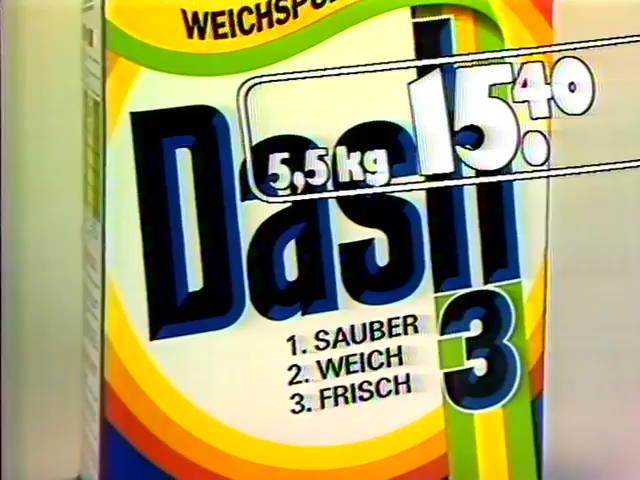 WEICHSPÜ
Dash
5,5 kg 15.40
3
1. SAUBER
2. WEICH
3. FRISCH